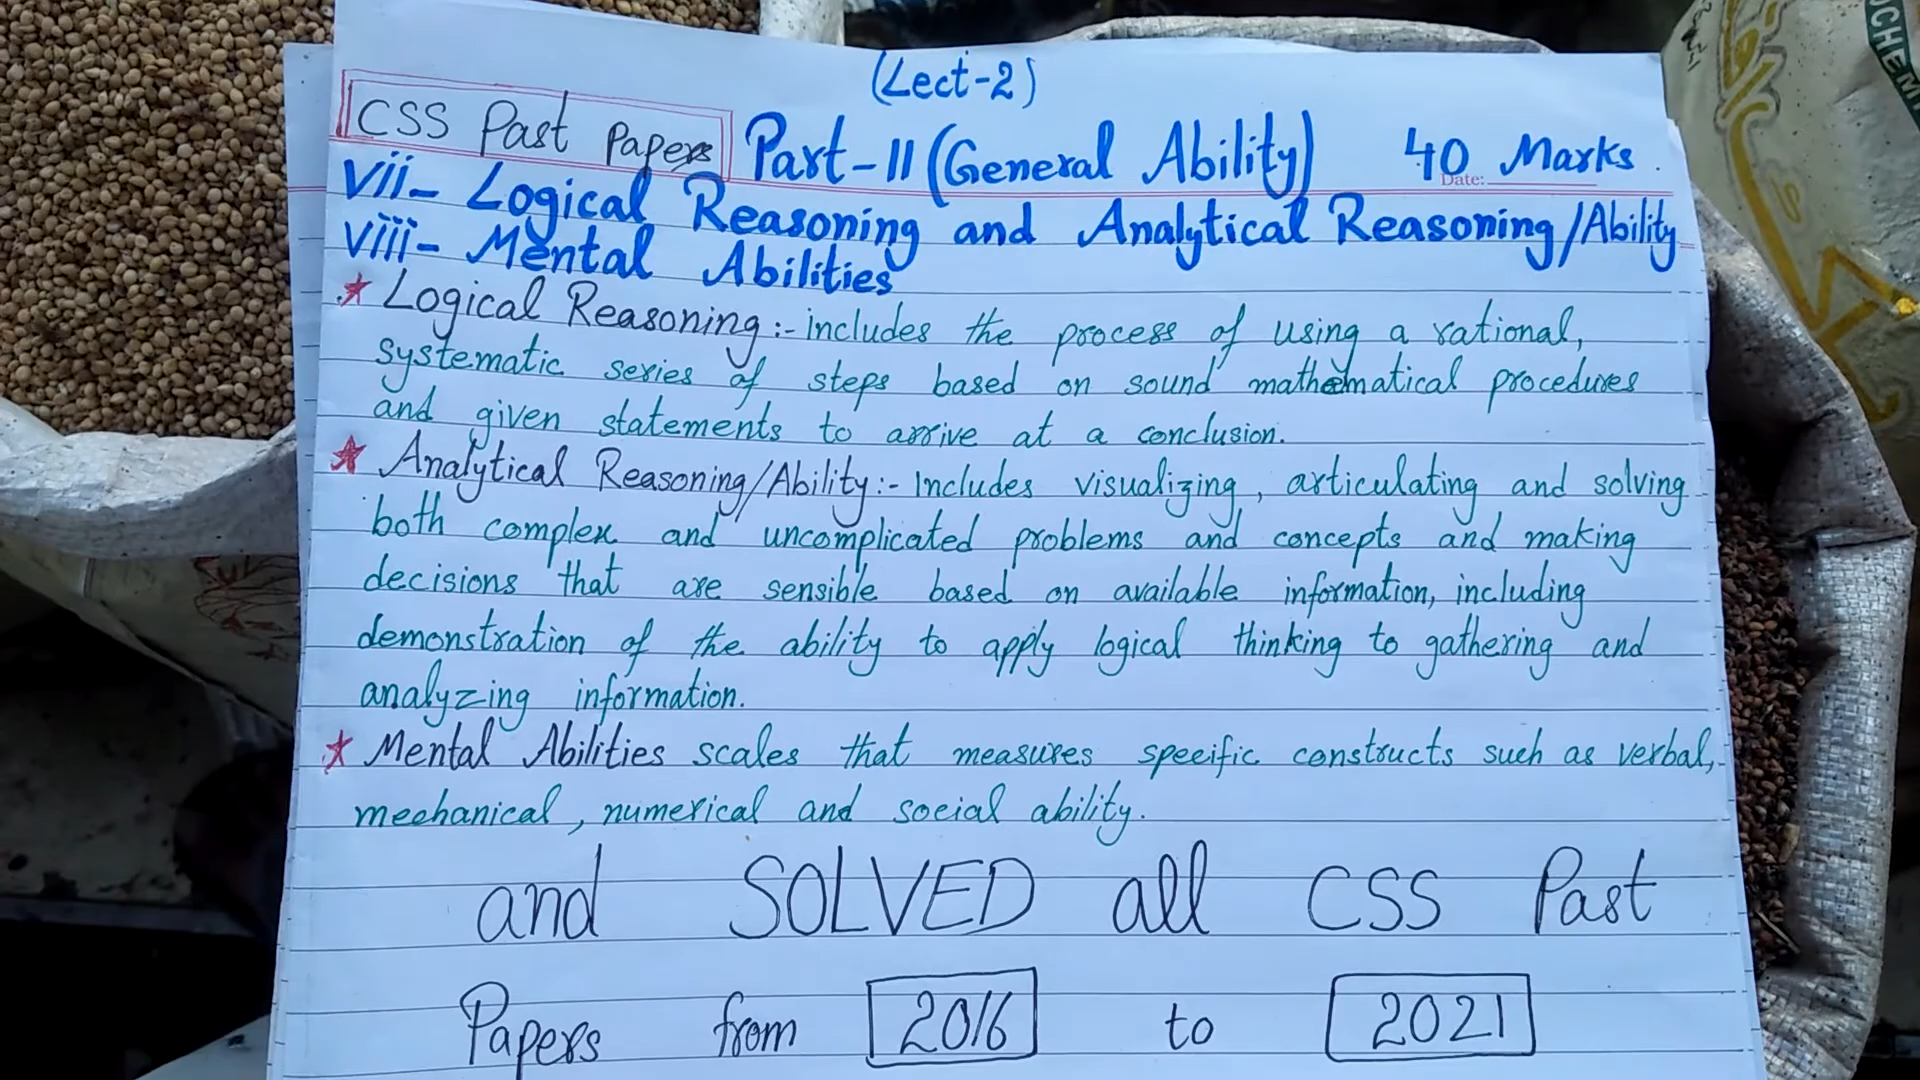 (Lect-2)
CSS Past Papers Part-II (General Ability) 40 Marks
Date:
vii- Logical Reasoning and Analytical Reasoning/Ability
viii- Mental Abilities
★ Logical Reasoning:- includes the process of using a rational,
systematic series of steps based on sound mathematical procedures
and given statements to arrive at a conclusion.
★ Analytical Reasoning/Ability:- Includes visualizing, articulating and solving
both complex and uncomplicated problems and concepts and making
decisions that are sensible based on available information, including
demonstration of the ability to apply logical thinking to gathering and
analyzing information.
★ Mental Abilities scales that measures specific constructs such as verbal,
mechanical, numerical and social ability.
and SOLVED all CSS Past
Papers from 2016 to 2021